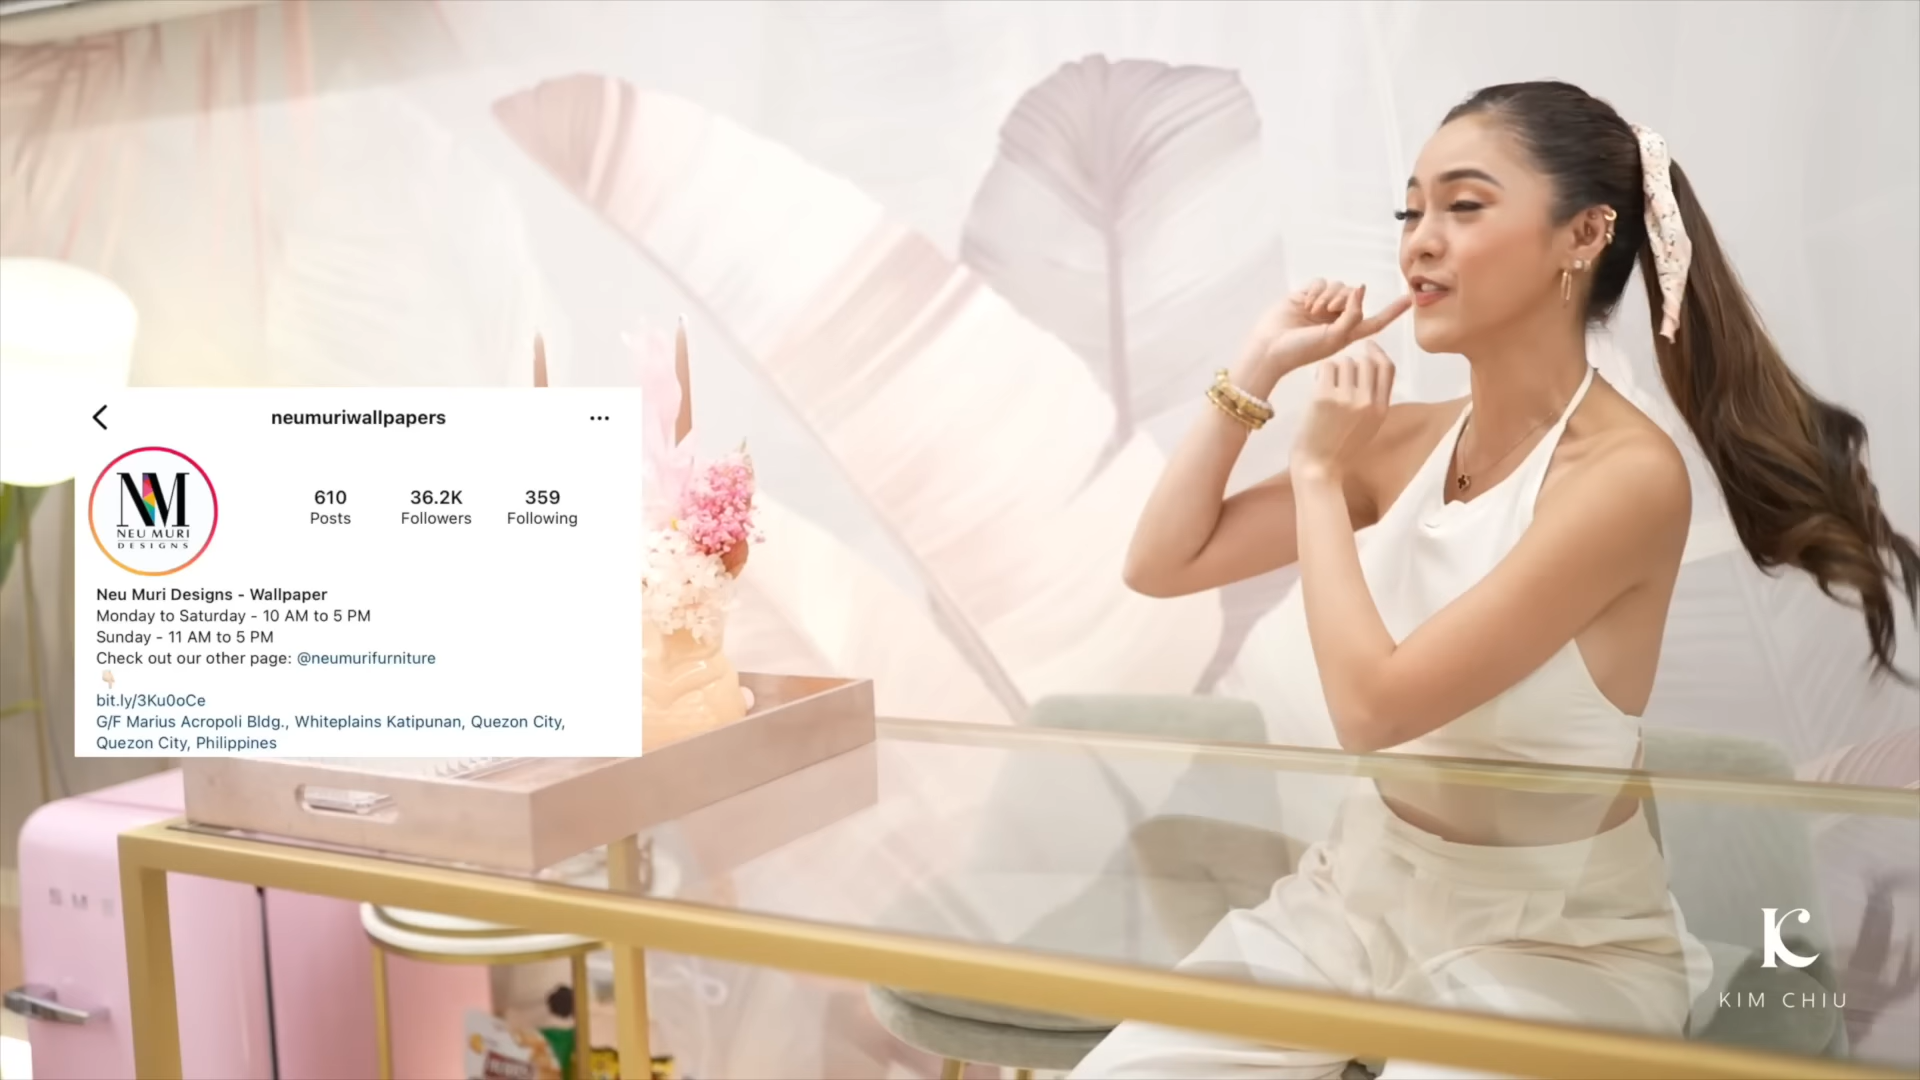 neumuriwallpapers
NM
NEU MURI
DESIGNS
610
Posts
36.2K
Followers
359
Following
Neu Muri Designs - Wallpaper
Monday to Saturday - 10 AM to 5 PM
Sunday - 11 AM to 5 PM
Check out our other page: @neumurifurniture
👇🏻
bit.ly/3Ku0oCe
G/F Marius Acropoli Bldg., Whiteplains Katipunan, Quezon City,
Quezon City, Philippines
KC
KIM CHIU